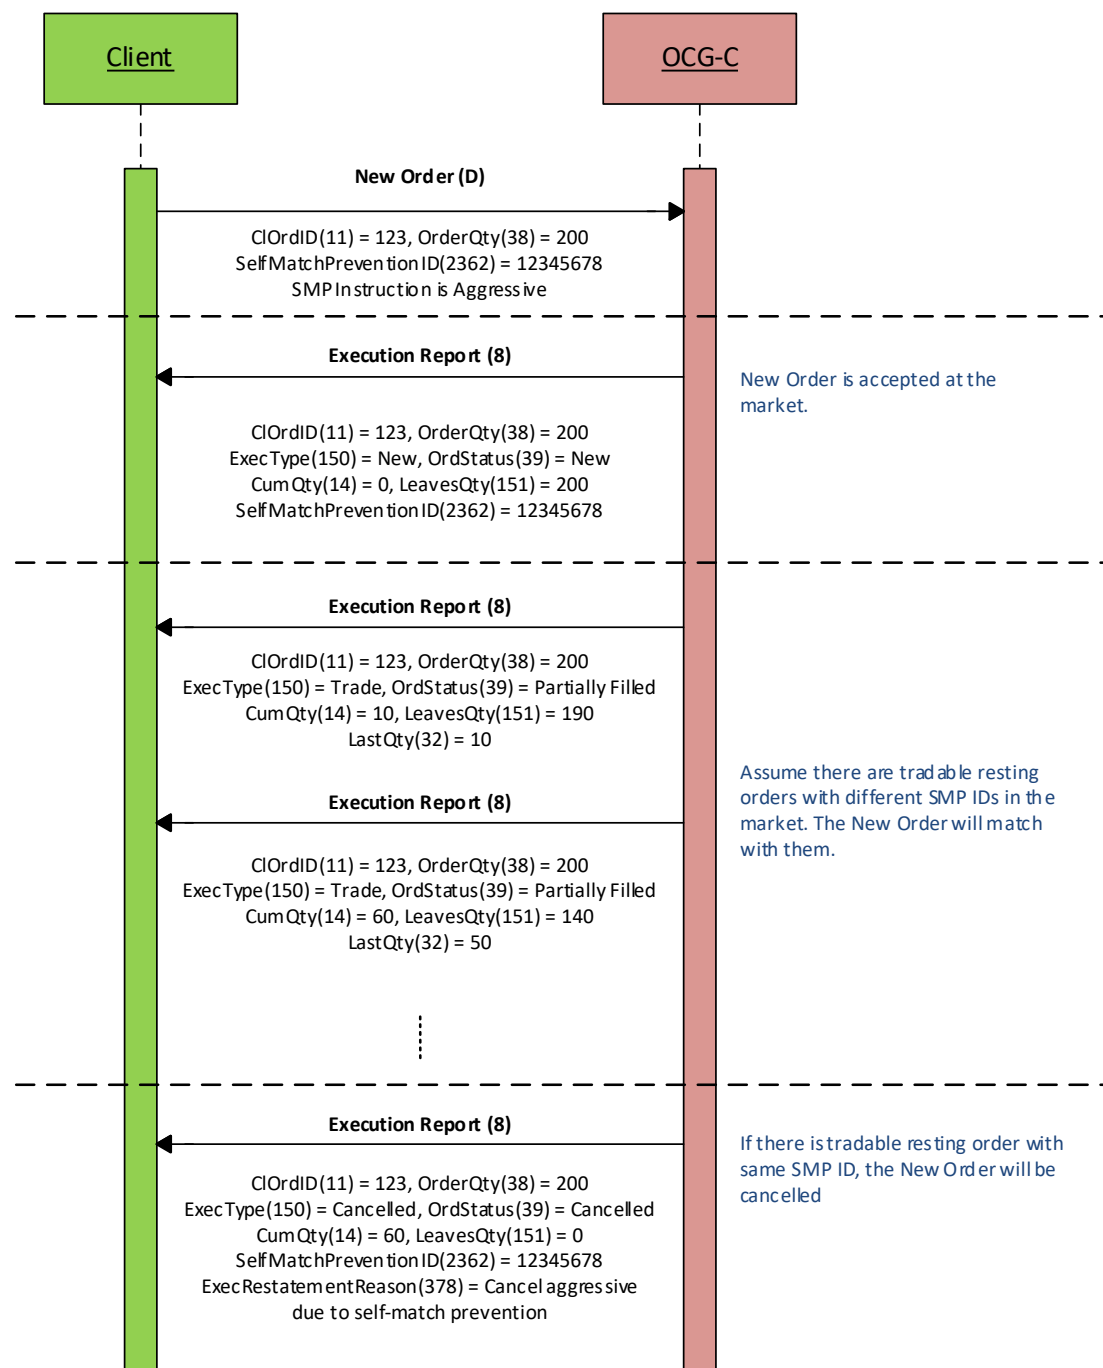 Client
OCG-C
New Order (D)
ClOrdID(11) = 123, OrderQty(38) = 200
SelfMatchPreventionID(2362) = 12345678
SMP Instruction is Aggressive
Execution Report (8)
New Order is accepted at the
market.
ClOrdID(11) = 123, OrderQty(38) = 200
ExecType(150) = New, OrdStatus(39) = New
CumQty(14) = 0, LeavesQty(151) = 200
SelfMatchPreventionID(2362) = 12345678
Execution Report (8)
ClOrdID(11) = 123, OrderQty(38) = 200
ExecType(150) = Trade, OrdStatus(39) = Partially Filled
CumQty(14) = 10, LeavesQty(151) = 190
LastQty(32) = 10
Assume there are tradable resting
orders with different SMP IDs in the
market. The New Order will match
with them.
Execution Report (8)
ClOrdID(11) = 123, OrderQty(38) = 200
ExecType(150) = Trade, OrdStatus(39) = Partially Filled
CumQty(14) = 60, LeavesQty(151) = 140
LastQty(32) = 50
Execution Report (8)
If there is tradable resting order with
same SMP ID, the New Order will be
cancelled
ClOrdID(11) = 123, OrderQty(38) = 200
ExecType(150) = Cancelled, OrdStatus(39) = Cancelled
CumQty(14) = 60, LeavesQty(151) = 0
SelfMatchPreventionID(2362) = 12345678
ExecRestatementReason(378) = Cancel aggressive
due to self-match prevention